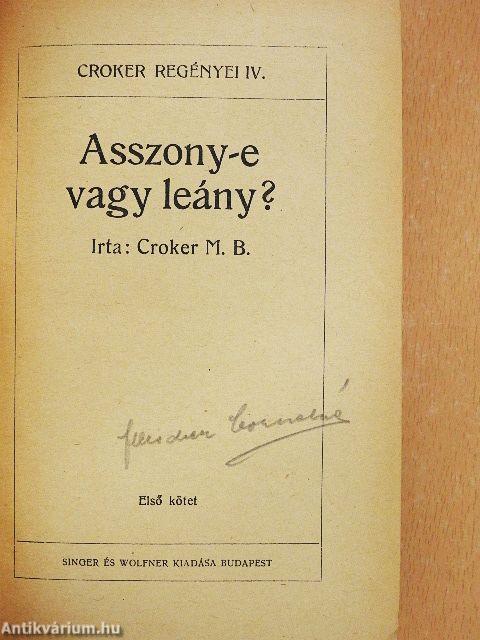 CROKER REGÉNYEI IV.
Asszony-e
vagy leány?
Irta: Croker M. B.
Első kötet
SINGER ÉS WOLFNER KIADÁSA BUDAPEST
Antikvárium.hu